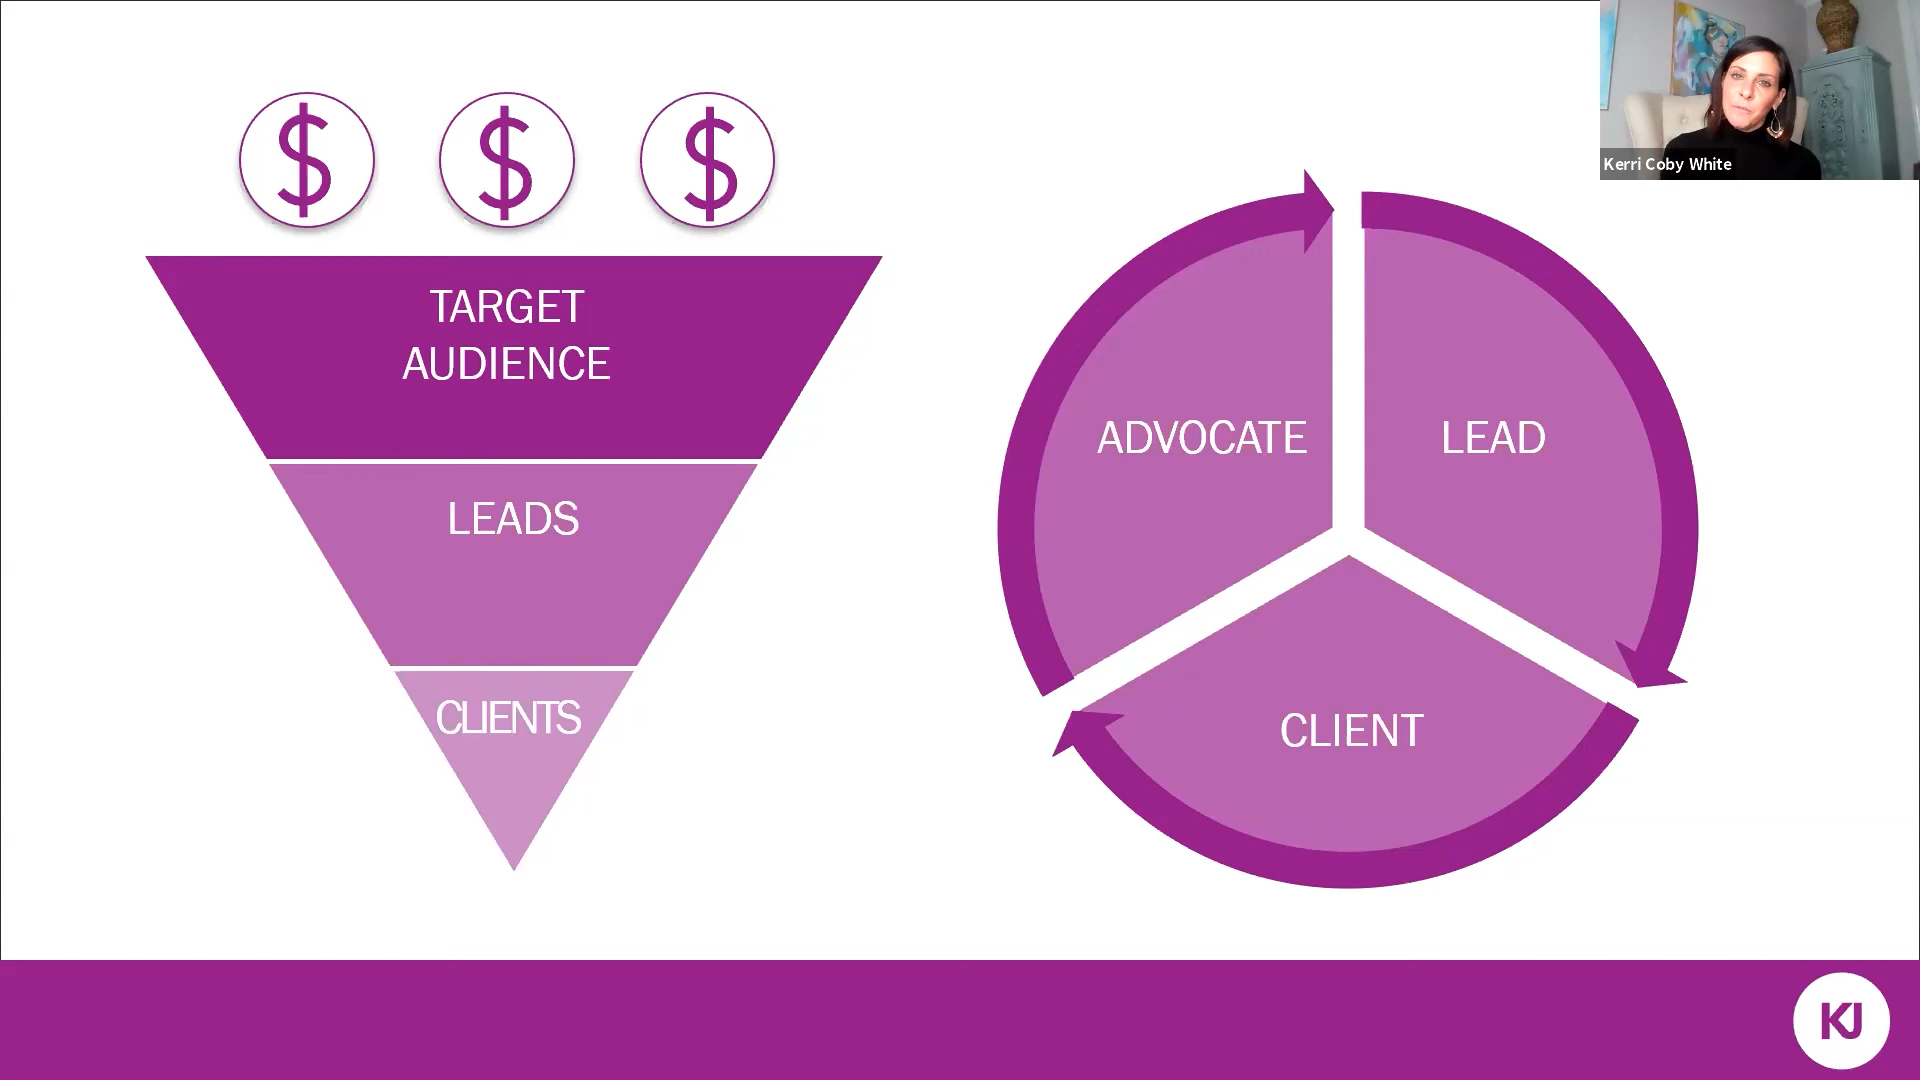 $ $ $
Kerri Coby White
TARGET
AUDIENCE
LEADS
CLIENTS
ADVOCATE
LEAD
CLIENT
KJ